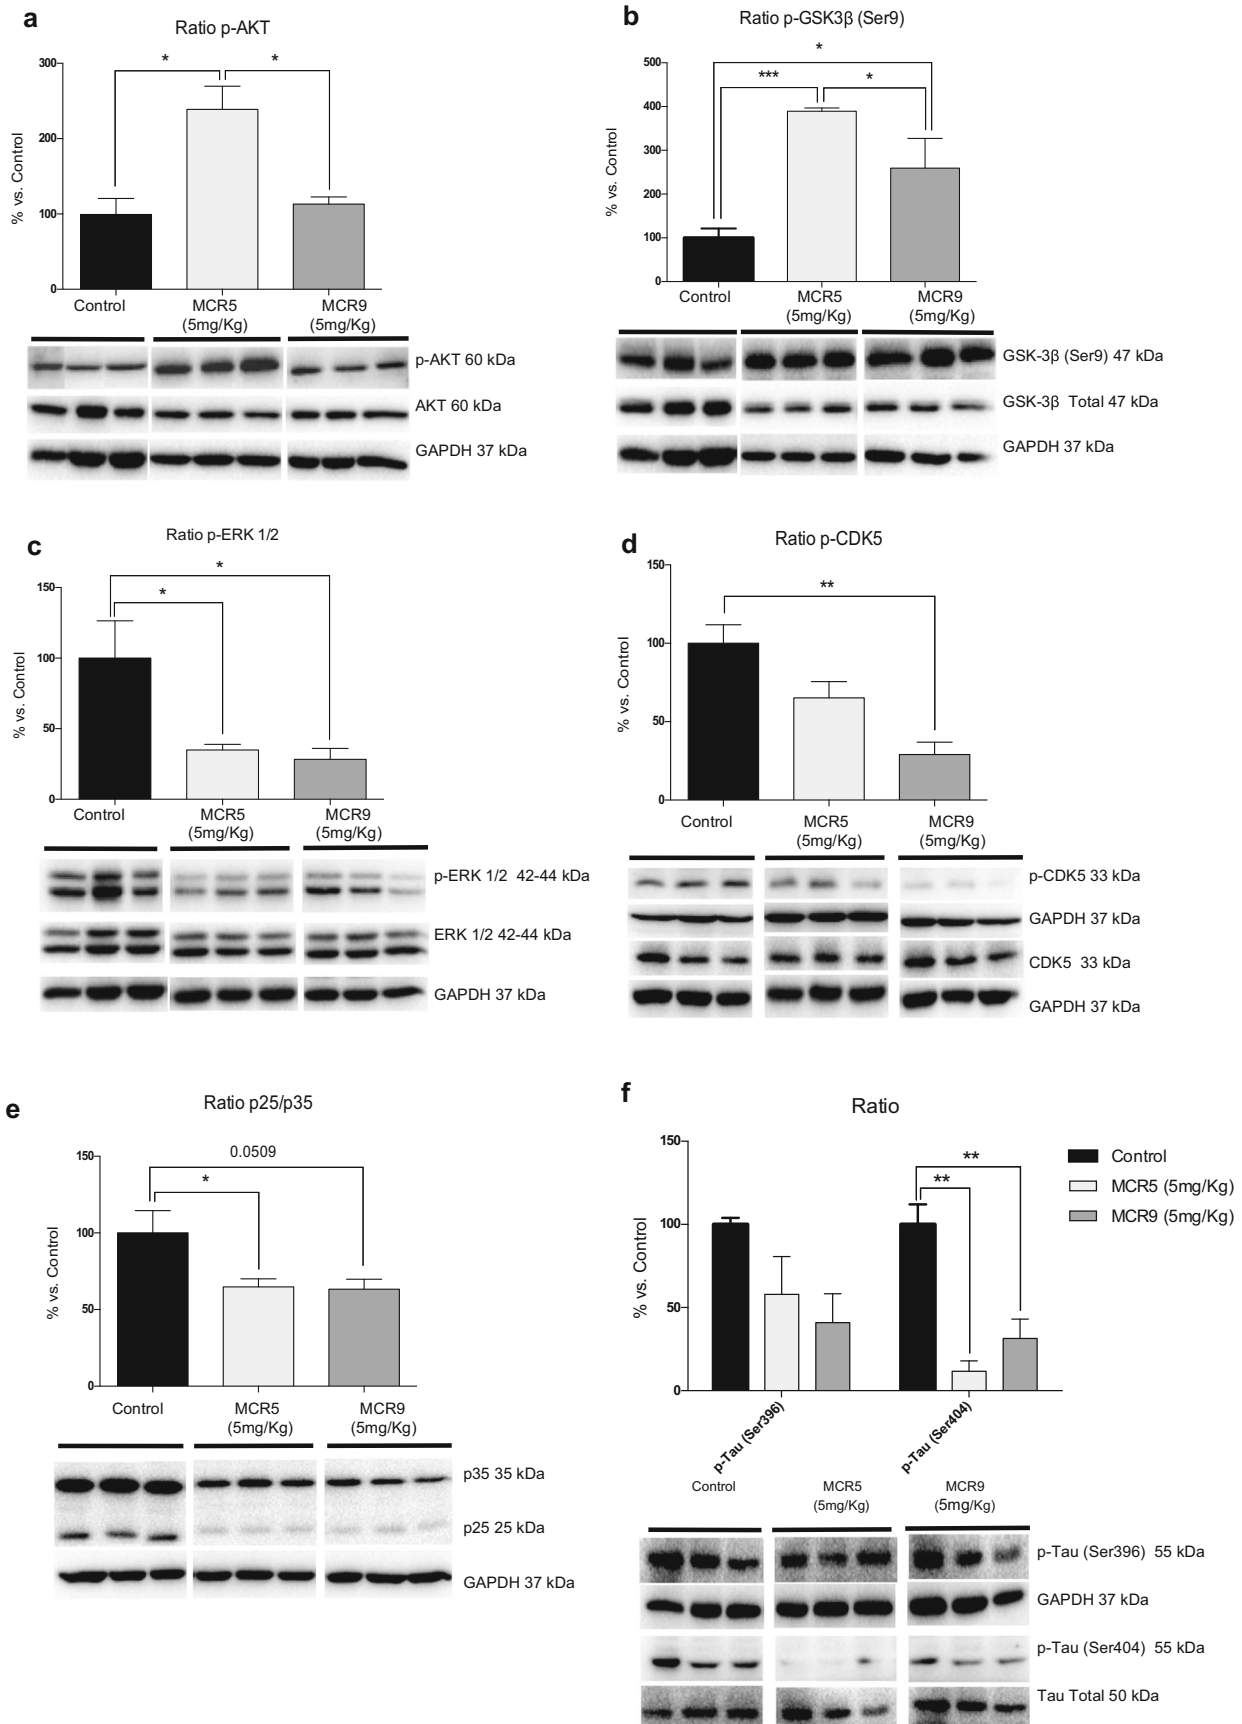 a
Ratio p-AKT
300
200
100
0
% vs. Control
*
*
Control
MCR5
(5mg/Kg)
MCR9
(5mg/Kg)
p-AKT 60 kDa
AKT 60 kDa
GAPDH 37 kDa
b
Ratio p-GSK3β (Ser9)
500
400
300
200
100
0
% vs. Control
*
***
*
Control
MCR5
(5mg/Kg)
MCR9
(5mg/Kg)
GSK-3β (Ser9) 47 kDa
GSK-3β Total 47 kDa
GAPDH 37 kDa
c
Ratio p-ERK 1/2
150
100
50
0
% vs. Control
*
*
Control
MCR5
(5mg/Kg)
MCR9
(5mg/Kg)
p-ERK 1/2 42-44 kDa
ERK 1/2 42-44 kDa
GAPDH 37 kDa
d
Ratio p-CDK5
150
100
50
0
% vs. Control
**
Control
MCR5
(5mg/Kg)
MCR9
(5mg/Kg)
p-CDK5 33 kDa
GAPDH 37 kDa
CDK5 33 kDa
GAPDH 37 kDa
e
Ratio p25/p35
150
100
50
0
% vs. Control
0.0509
*
Control
MCR5
(5mg/Kg)
MCR9
(5mg/Kg)
p35 35 kDa
p25 25 kDa
GAPDH 37 kDa
f
Ratio
150
100
50
0
% vs. Control
**
**
Control
MCR5 (5mg/Kg)
MCR9 (5mg/Kg)
p-Tau (Ser396)
p-Tau (Ser404)
Control
MCR5
(5mg/Kg)
MCR9
(5mg/Kg)
p-Tau (Ser396) 55 kDa
GAPDH 37 kDa
p-Tau (Ser404) 55 kDa
Tau Total 50 kDa